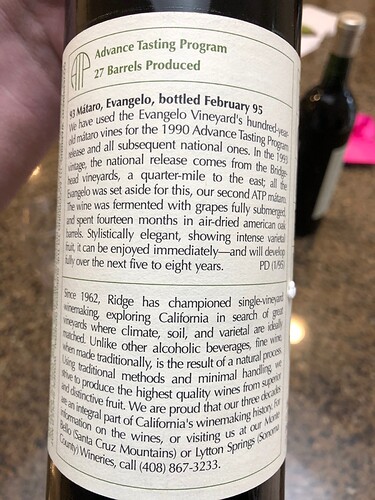 ATP
Advance Tasting Program
27 Barrels Produced
93 Mátaro, Evangelo, bottled February 95
We have used the Evangelo Vineyard's hundred-year-
old mátaro vines for the 1990 Advance Tasting Program
release and all subsequent national ones. In the 1993
vintage, the national release comes from the Bridge-
head vineyards, a quarter-mile to the east; all the
Evangelo was set aside for this, our second ATP mátaro.
The wine was fermented with grapes fully submerged,
and spent fourteen months in air-dried american oak
barrels. Stylistically elegant, showing intense varietal
fruit, it can be enjoyed immediately—and will develop
fully over the next five to eight years. PD (1/95)
Since 1962, Ridge has championed single-vineyard
winemaking, exploring California in search of great
vineyards where climate, soil, and varietal are ideally
matched. Unlike other alcoholic beverages, fine wine,
when made traditionally, is the result of a natural process.
Using traditional methods and minimal handling we
strive to produce the highest quality wines from superior
and distinctive fruit. We are proud that our three decades
are an integral part of California's winemaking history. For
information on the wines, or visiting us at our Monte
Bello (Santa Cruz Mountains) or Lytton Springs (Sonoma
County) Wineries, call (408) 867-3233.